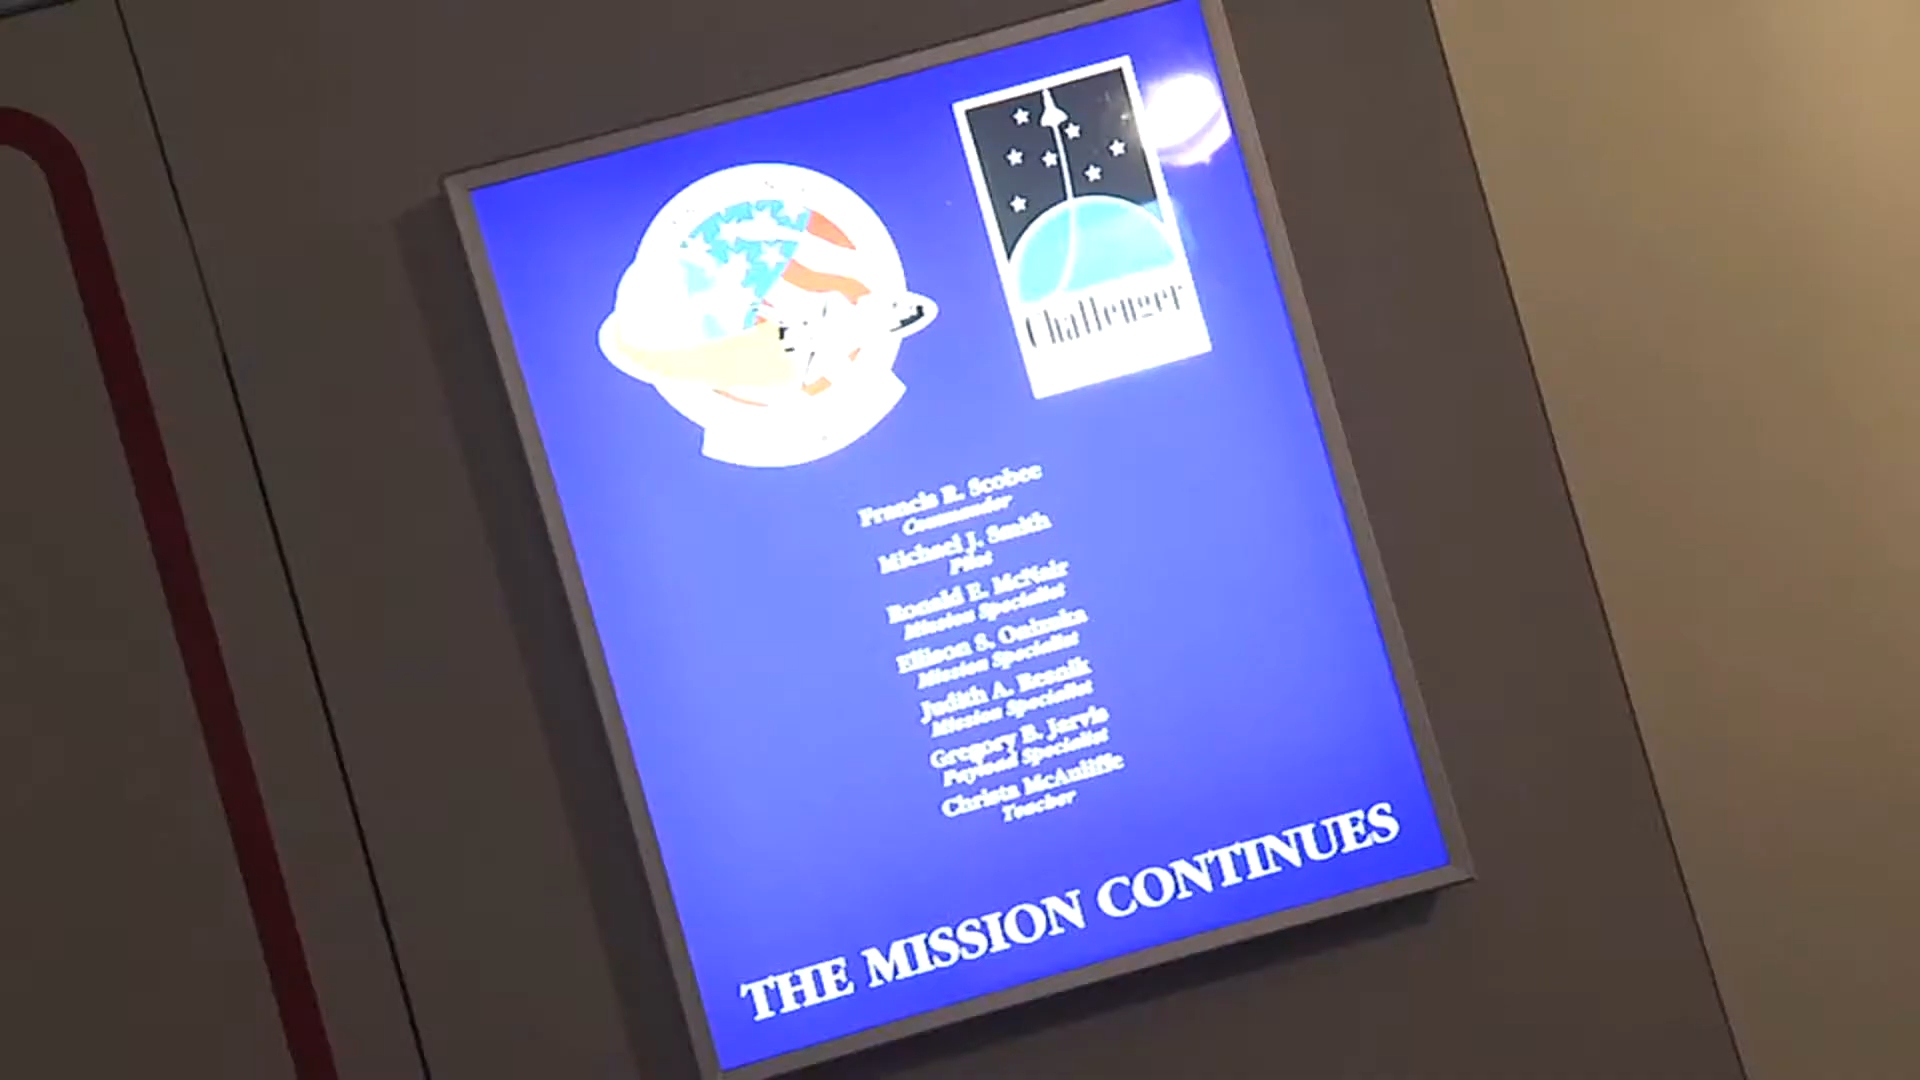 Challenger
Francis R. Scobee
Commander
Michael J. Smith
Pilot
Ronald E. McNair
Mission Specialist
Ellison S. Onizuka
Mission Specialist
Judith A. Resnik
Mission Specialist
Gregory B. Jarvis
Payload Specialist
Christa McAuliffe
Teacher
THE MISSION CONTINUES